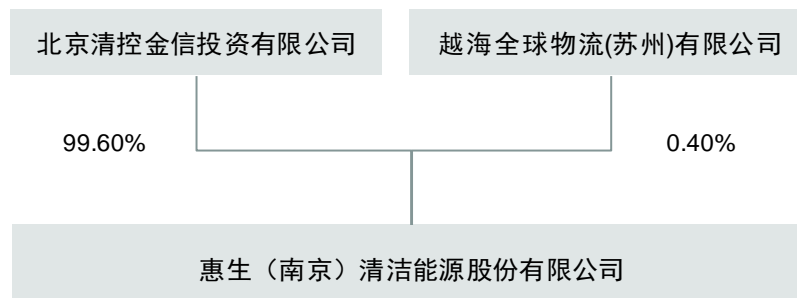 北京清控金信投资有限公司
越海全球物流(苏州)有限公司
99.60%
0.40%
惠生（南京）清洁能源股份有限公司